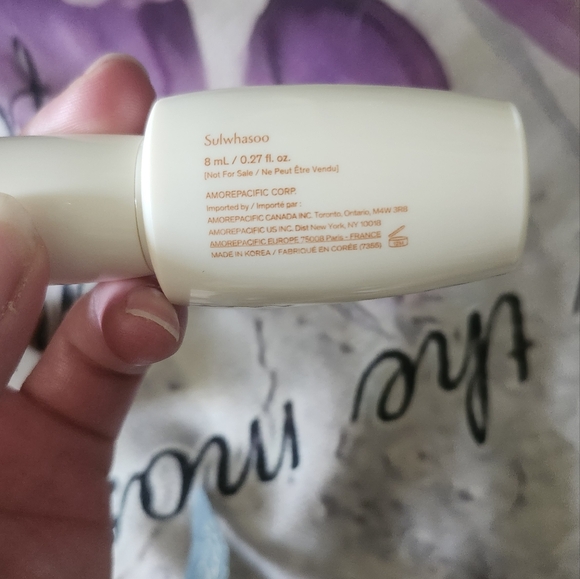 Sulwhasoo
8 mL / 0.27 fl. oz.
[Not For Sale / Ne Peut Être Vendu]
AMOREPACIFIC CORP.
Imported by / Importé par :
AMOREPACIFIC CANADA INC. Toronto, Ontario, M4W 3R8
AMOREPACIFIC US INC. Dist New York, NY 10018
AMOREPACIFIC EUROPE 75008 Paris - FRANCE
MADE IN KOREA / FABRIQUÉ EN CORÉE
the